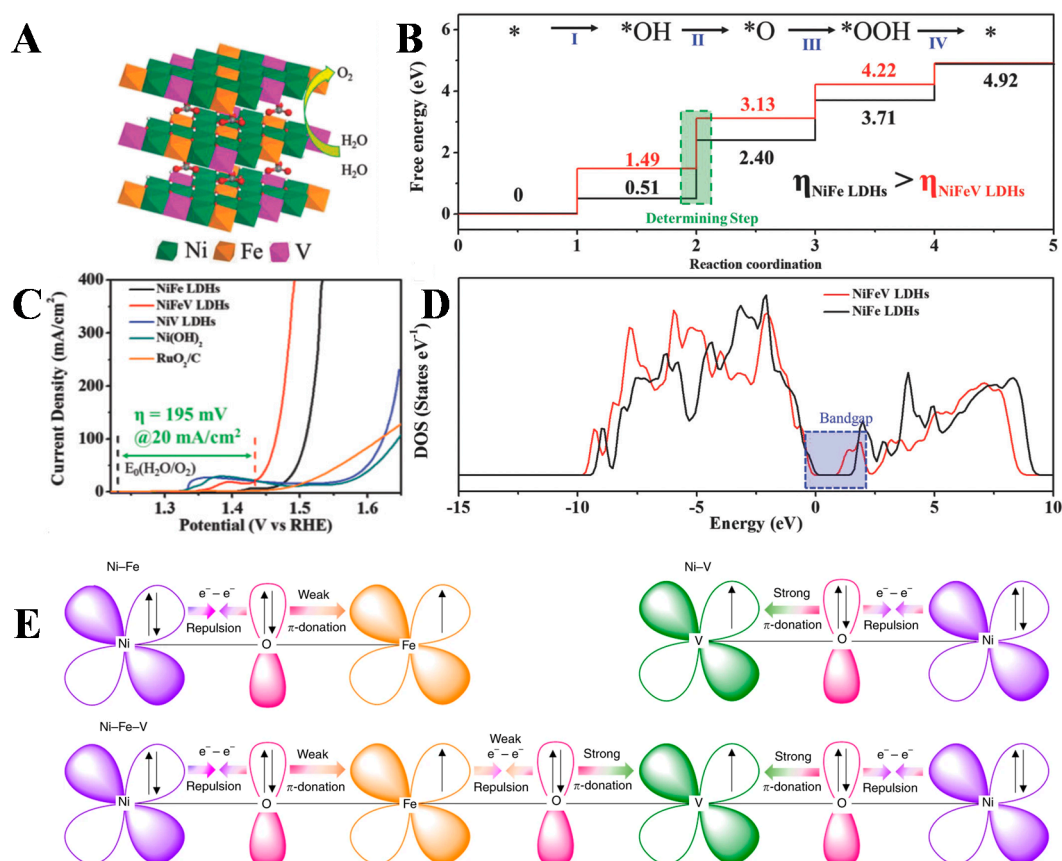 A
O2
H2O
H2O
Ni Fe V
B
* I *OH II *O III *OOH IV *
Free energy (eV)
6
4
2
0
0
1.49
0.51
3.13
2.40
4.22
3.71
4.92
Determining Step
ηNiFe LDHs > ηNiFeV LDHs
0 1 2 3 4 5
Reaction coordination
C
Current Density (mA/cm²)
400
300
200
100
0
NiFe LDHs
NiFeV LDHs
NiV LDHs
Ni(OH)2
RuO2/C
η = 195 mV
@20 mA/cm²
E0(H2O/O2)
1.3 1.4 1.5 1.6
Potential (V vs RHE)
D
DOS (States eV⁻¹)
NiFeV LDHs
NiFe LDHs
Bandgap
-15 -10 -5 0 5 10
Energy (eV)
E
Ni–Fe
e⁻ – e⁻
Repulsion
Weak
π-donation
Ni O Fe
Ni–V
Strong
π-donation
e⁻ – e⁻
Repulsion
V O Ni
Ni–Fe–V
e⁻ – e⁻
Repulsion
Weak
π-donation
Weak
e⁻ – e⁻
Repulsion
Strong
π-donation
Strong
π-donation
e⁻ – e⁻
Repulsion
Ni O Fe O V O Ni